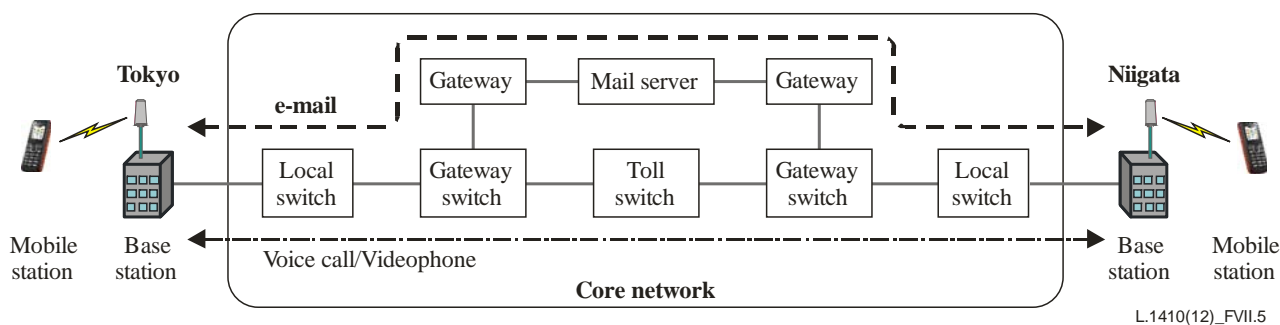 Tokyo
Niigata
Gateway
Mail server
Gateway
e-mail
Local
switch
Gateway
switch
Toll
switch
Gateway
switch
Local
switch
Mobile
station
Base
station
Voice call/Videophone
Base
station
Mobile
station
Core network
L.1410(12)_FVII.5